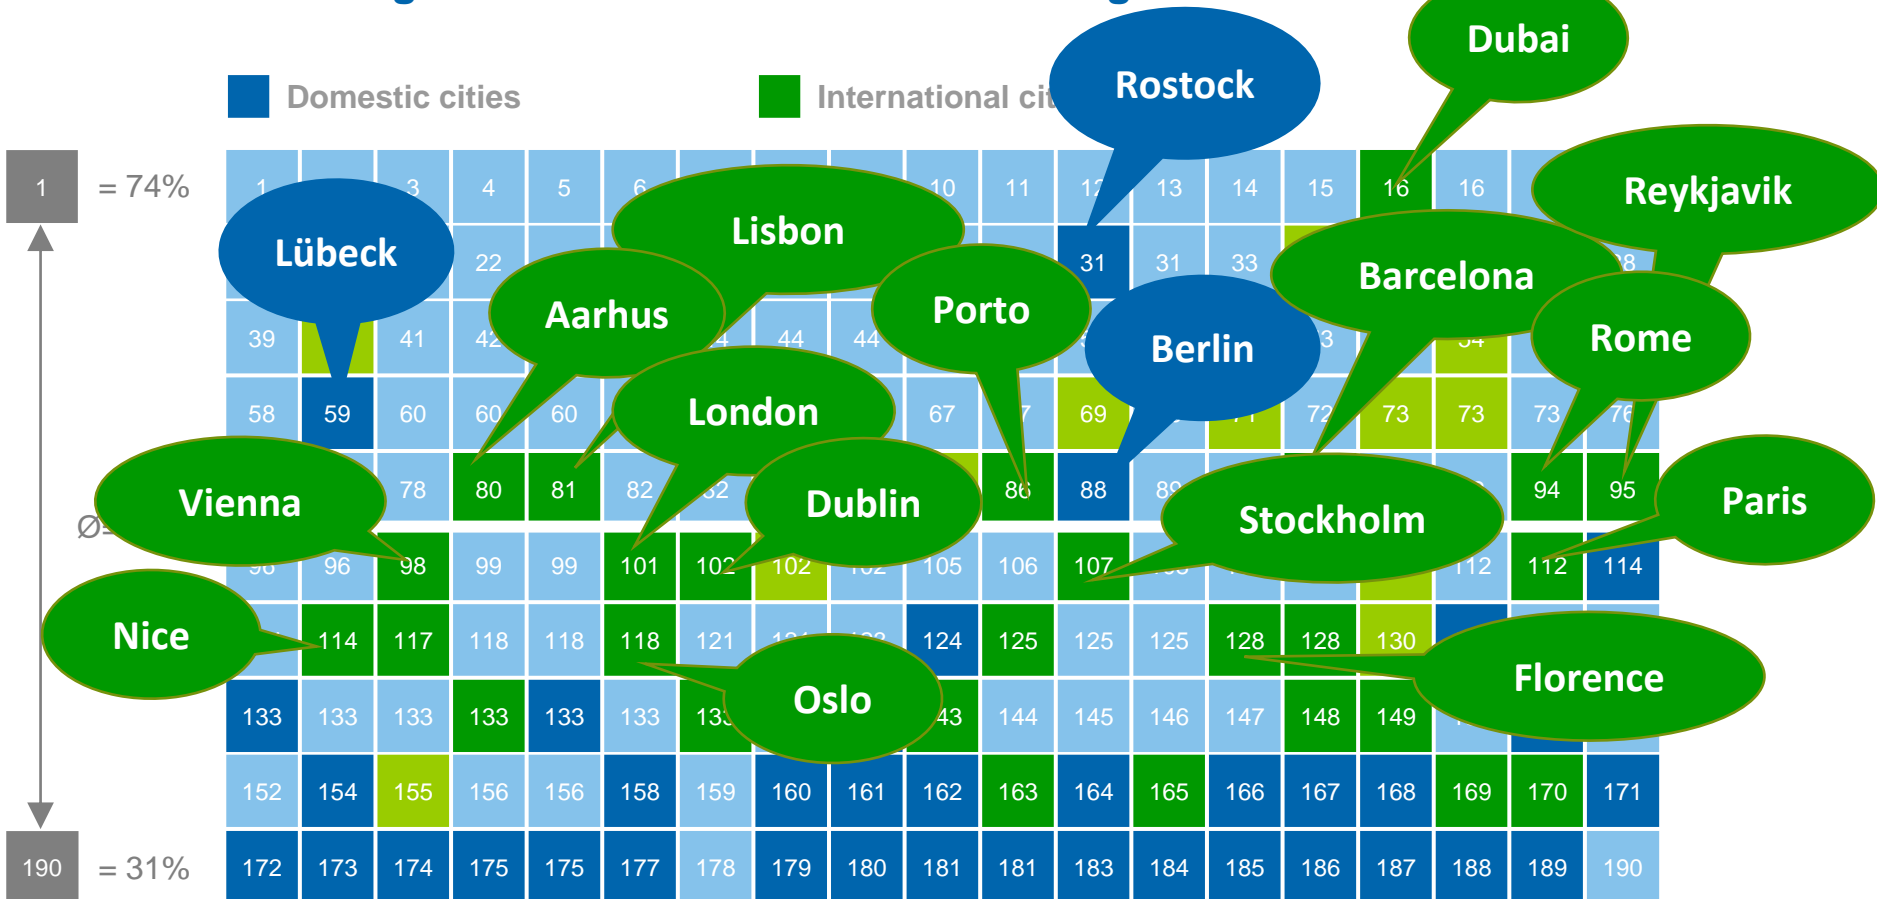 Domestic cities
International cit
Rostock
Dubai
1 = 74%
1 3 4 5 6 10 11 12 13 14 15 16 16
Reykjavik
Lisbon
Lübeck
22 31 31 33
Barcelona
Aarhus
Porto
39 41 42 44 44
Berlin
Rome
58 59 60 60 60 67 69 72 73 73 73 76
London
Vienna
78 80 81 82 86 88 94 95
Dublin
Stockholm
Paris
96 98 99 99 101 102 102 105 106 107 112 112 114
Nice
114 117 118 118 118 121 124 125 125 125 128 128 130
Florence
Oslo
133 133 133 133 133 133 144 145 146 147 148 149
152 154 155 156 156 158 159 160 161 162 163 164 165 166 167 168 169 170 171
190 = 31%
172 173 174 175 175 177 178 179 180 181 181 183 184 185 186 187 188 189 190